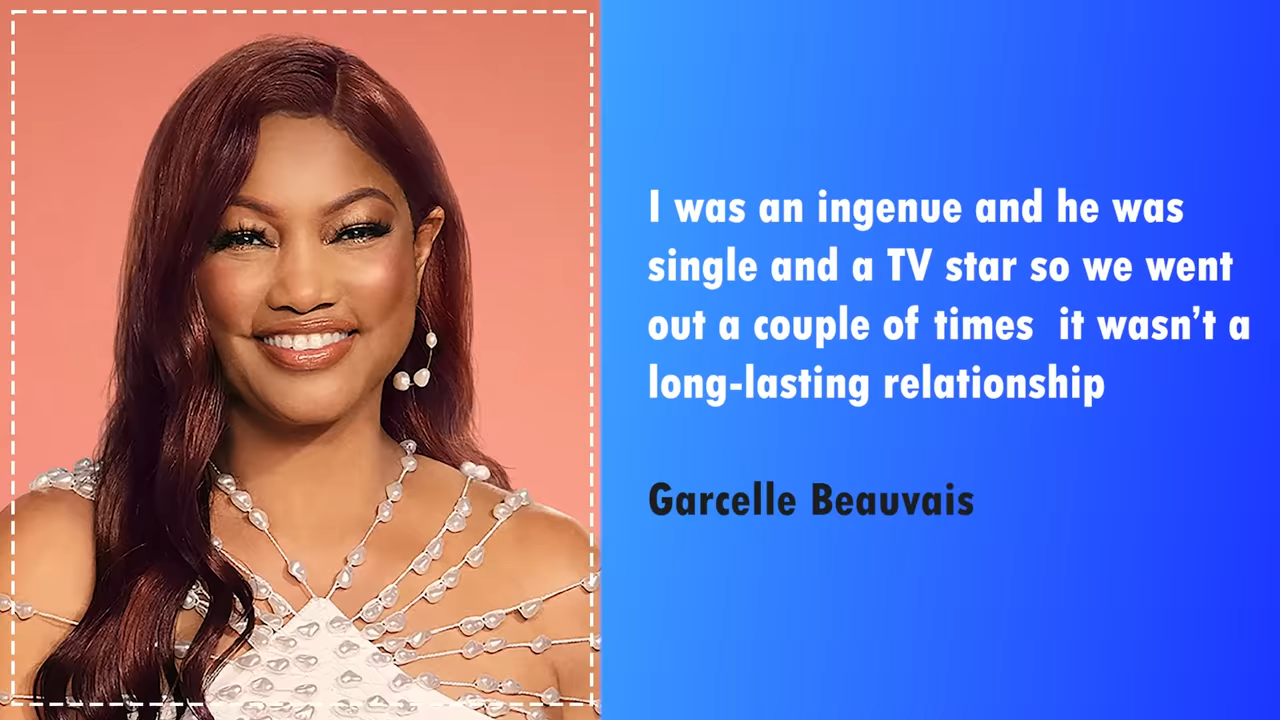 I was an ingenue and he was
single and a TV star so we went
out a couple of times  it wasn’t a
long-lasting relationship
Garcelle Beauvais